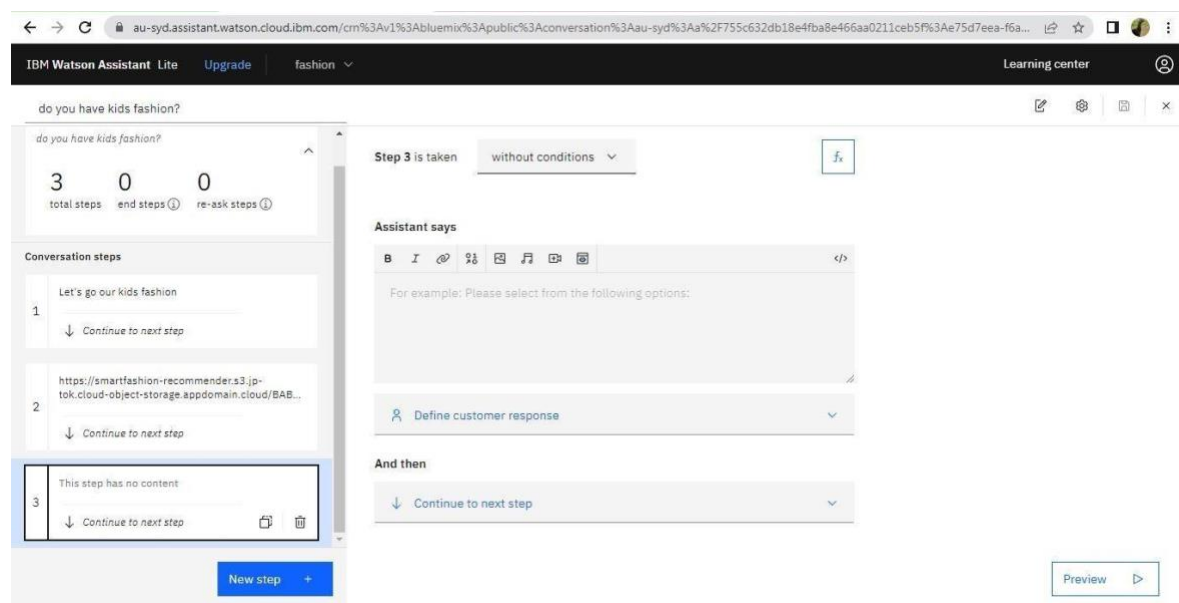 au-syd.assistant.watson.cloud.ibm.com/crn%3Av1%3Abluemix%3Apublic%3Aconversation%3Aau-syd%3Aa%2F755c632db18e4fba8e466aa0211ceb5f%3Ae75d7eea-f6a...
IBM Watson Assistant Lite Upgrade fashion Learning center
do you have kids fashion?
do you have kids fashion?
3 0 0
total steps end steps re-ask steps
Conversation steps
1
Let's go our kids fashion
Continue to next step
2
https://smartfashion-recommender.s3.jp-
tok.cloud-object-storage.appdomain.cloud/BAB...
Continue to next step
3
This step has no content
Continue to next step
New step +
Step 3 is taken without conditions fx
Assistant says
B I </>
For example: Please select from the following options:
Define customer response
And then
Continue to next step
Preview